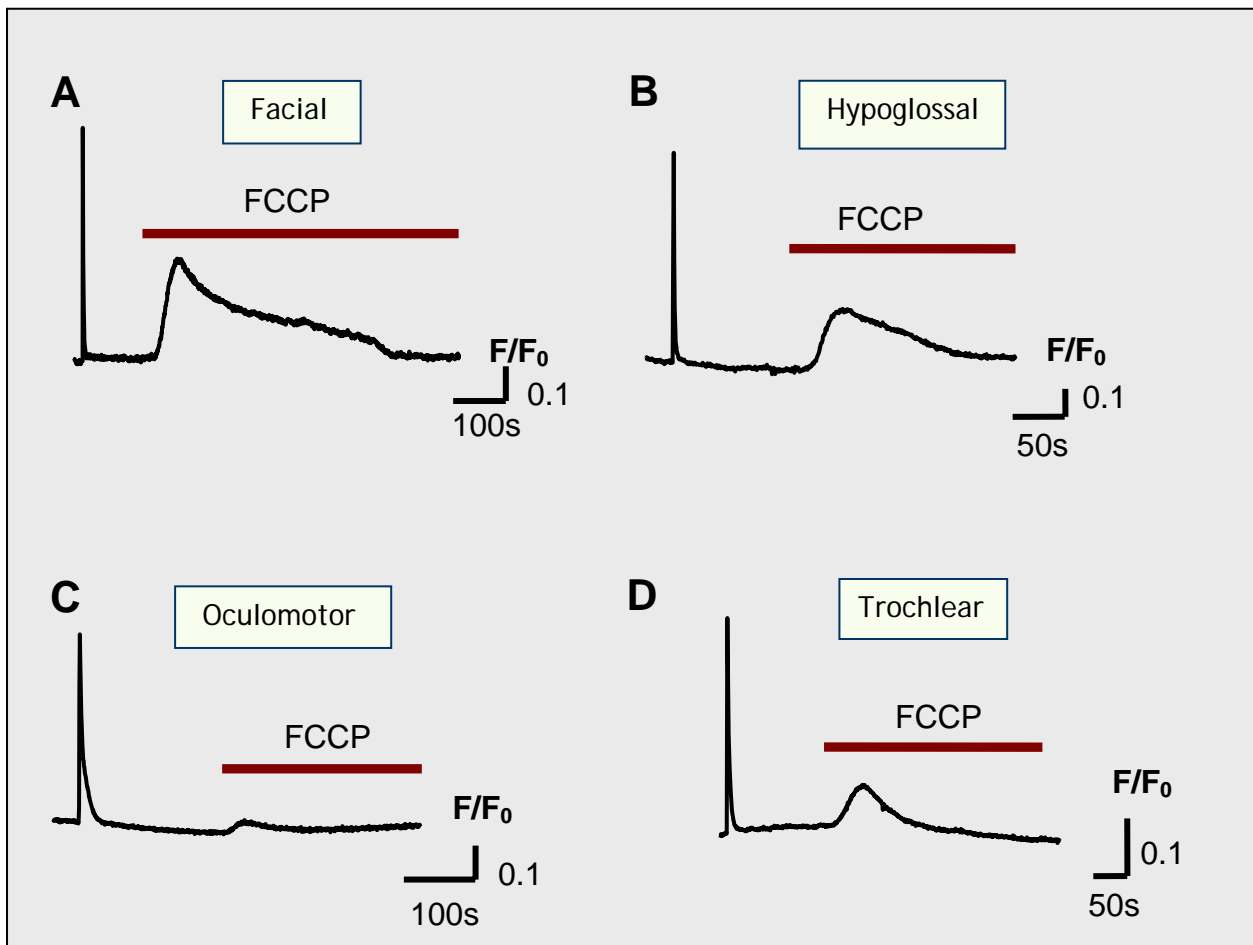 A
Facial
FCCP
F/F₀
0.1
100s
B
Hypoglossal
FCCP
F/F₀
0.1
50s
C
Oculomotor
FCCP
F/F₀
0.1
100s
D
Trochlear
FCCP
F/F₀
0.1
50s